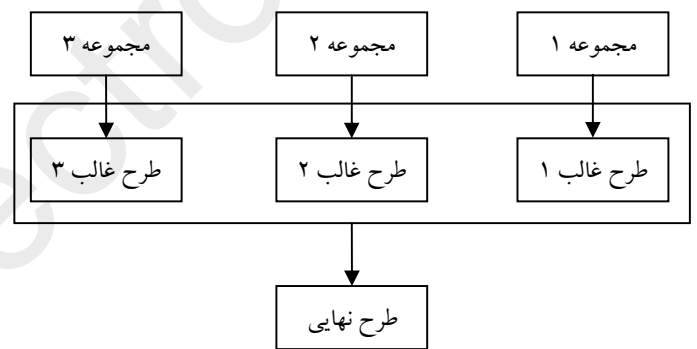 مجموعه ۱
مجموعه ۲
مجموعه ۳
طرح غالب ۱
طرح غالب ۲
طرح غالب ۳
طرح نهایی